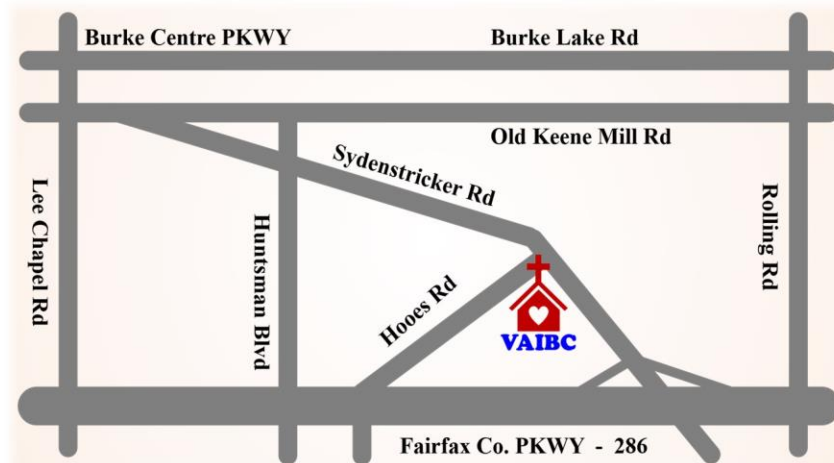 Burke Centre PKWY
Burke Lake Rd
Old Keene Mill Rd
Sydenstricker Rd
Lee Chapel Rd
Huntsman Blvd
Hooes Rd
Rolling Rd
VAIBC
Fairfax Co. PKWY - 286